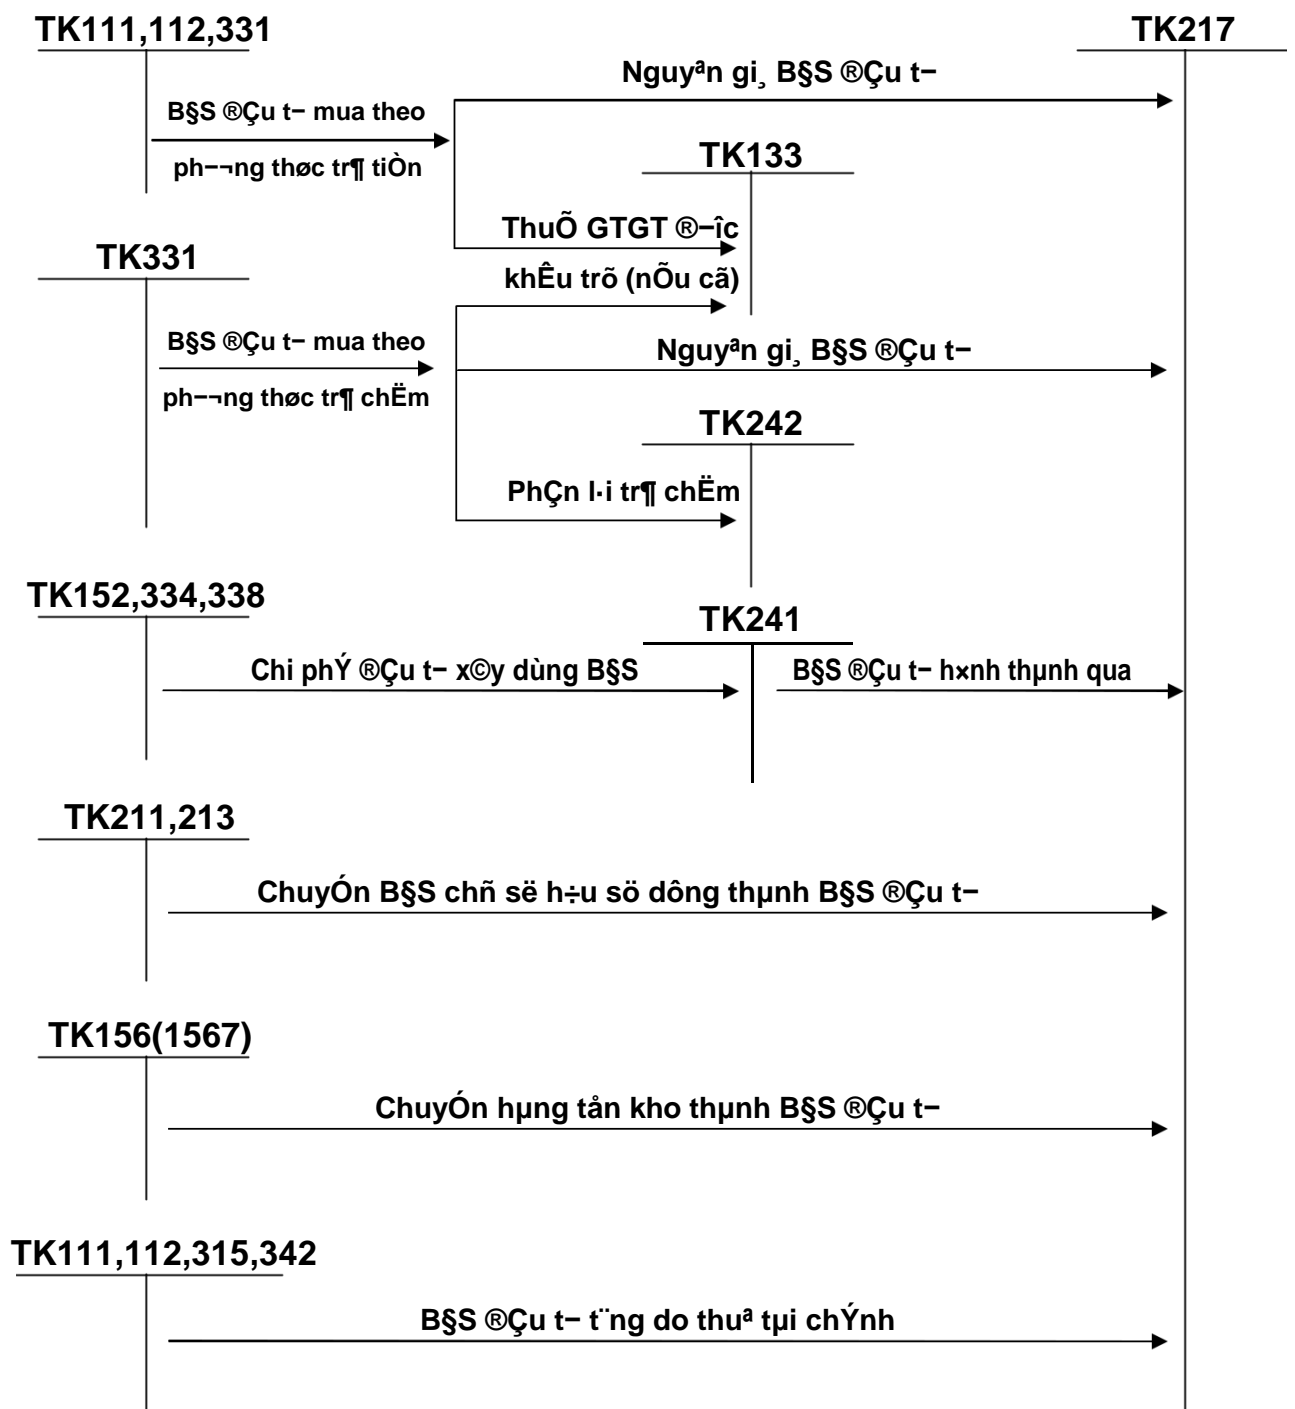 TK111,112,331
TK217
Nguyªn gi¸ B§S ®Çu t−
B§S ®Çu t− mua theo
ph−¬ng thøc tr¶ tiÒn
TK133
ThuÕ GTGT ®−îc
khÊu trõ (nÕu cã)
TK331
B§S ®Çu t− mua theo
ph−¬ng thøc tr¶ chËm
Nguyªn gi¸ B§S ®Çu t−
TK242
PhÇn l·i tr¶ chËm
TK152,334,338
TK241
Chi phÝ ®Çu t− x©y dùng B§S
B§S ®Çu t− h×nh thµnh qua
TK211,213
ChuyÓn B§S chñ së h÷u sö dông thµnh B§S ®Çu t−
TK156(1567)
ChuyÓn hµng tån kho thµnh B§S ®Çu t−
TK111,112,315,342
B§S ®Çu t− t¨ng do thuª tµi chÝnh